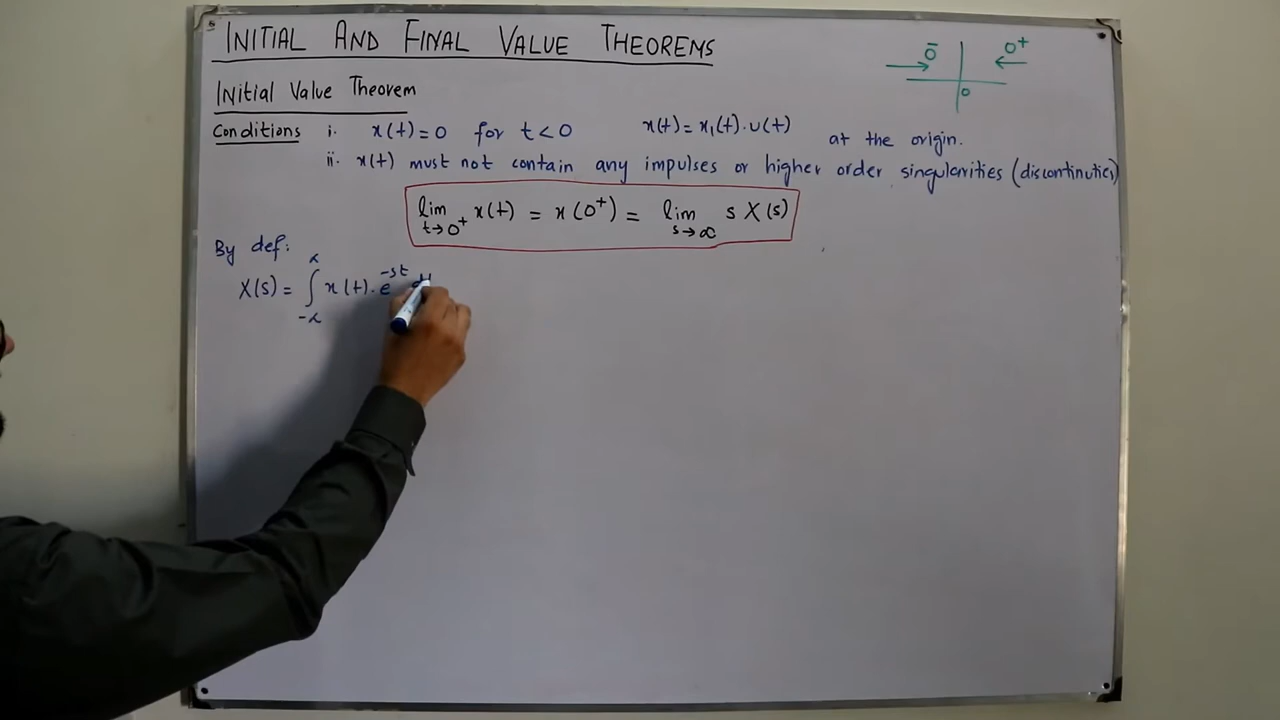 INITIAL AND FINAL VALUE THEOREMS
0⁻ 0⁺
0
Initial Value Theorem
Conditions i. x(t)=0 for t<0 x(t)=x₁(t).u(t) at the origin.
ii. x(t) must not contain any impulses or higher order singularities (discontinuties)
lim t→0⁺ x(t) = x(0⁺) = lim s→∞ s X(s)
By def:
X(s) = ∫ -∞ ∞ x(t). e^-st dt